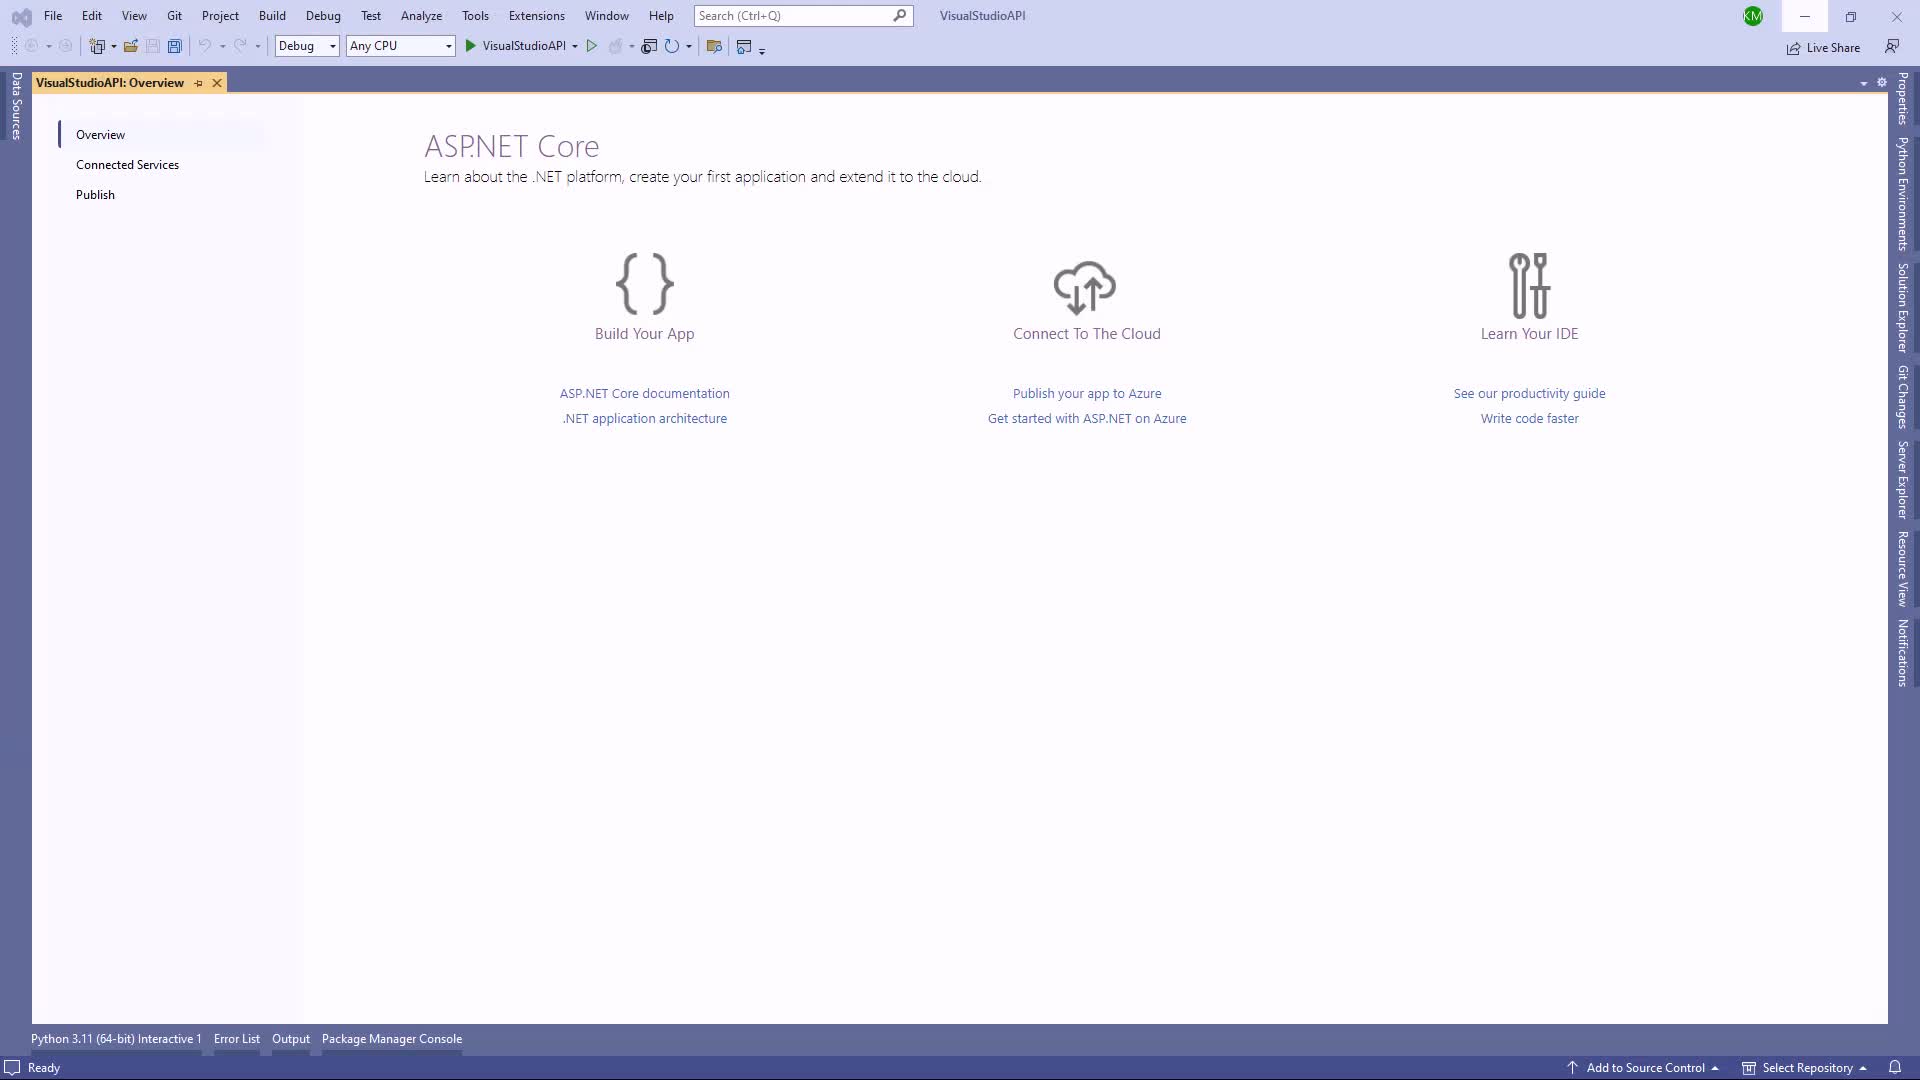 File Edit View Git Project Build Debug Test Analyze Tools Extensions Window Help Search (Ctrl+Q) VisualStudioAPI KM
Debug Any CPU VisualStudioAPI Live Share
VisualStudioAPI: Overview
Data Sources
Overview
Connected Services
Publish
ASP.NET Core
Learn about the .NET platform, create your first application and extend it to the cloud.
Build Your App
Connect To The Cloud
Learn Your IDE
ASP.NET Core documentation
Publish your app to Azure
See our productivity guide
.NET application architecture
Get started with ASP.NET on Azure
Write code faster
Properties
Python Environments
Solution Explorer
Git Changes
Server Explorer
Resource View
Notifications
Python 3.11 (64-bit) Interactive 1 Error List Output Package Manager Console
Ready Add to Source Control Select Repository